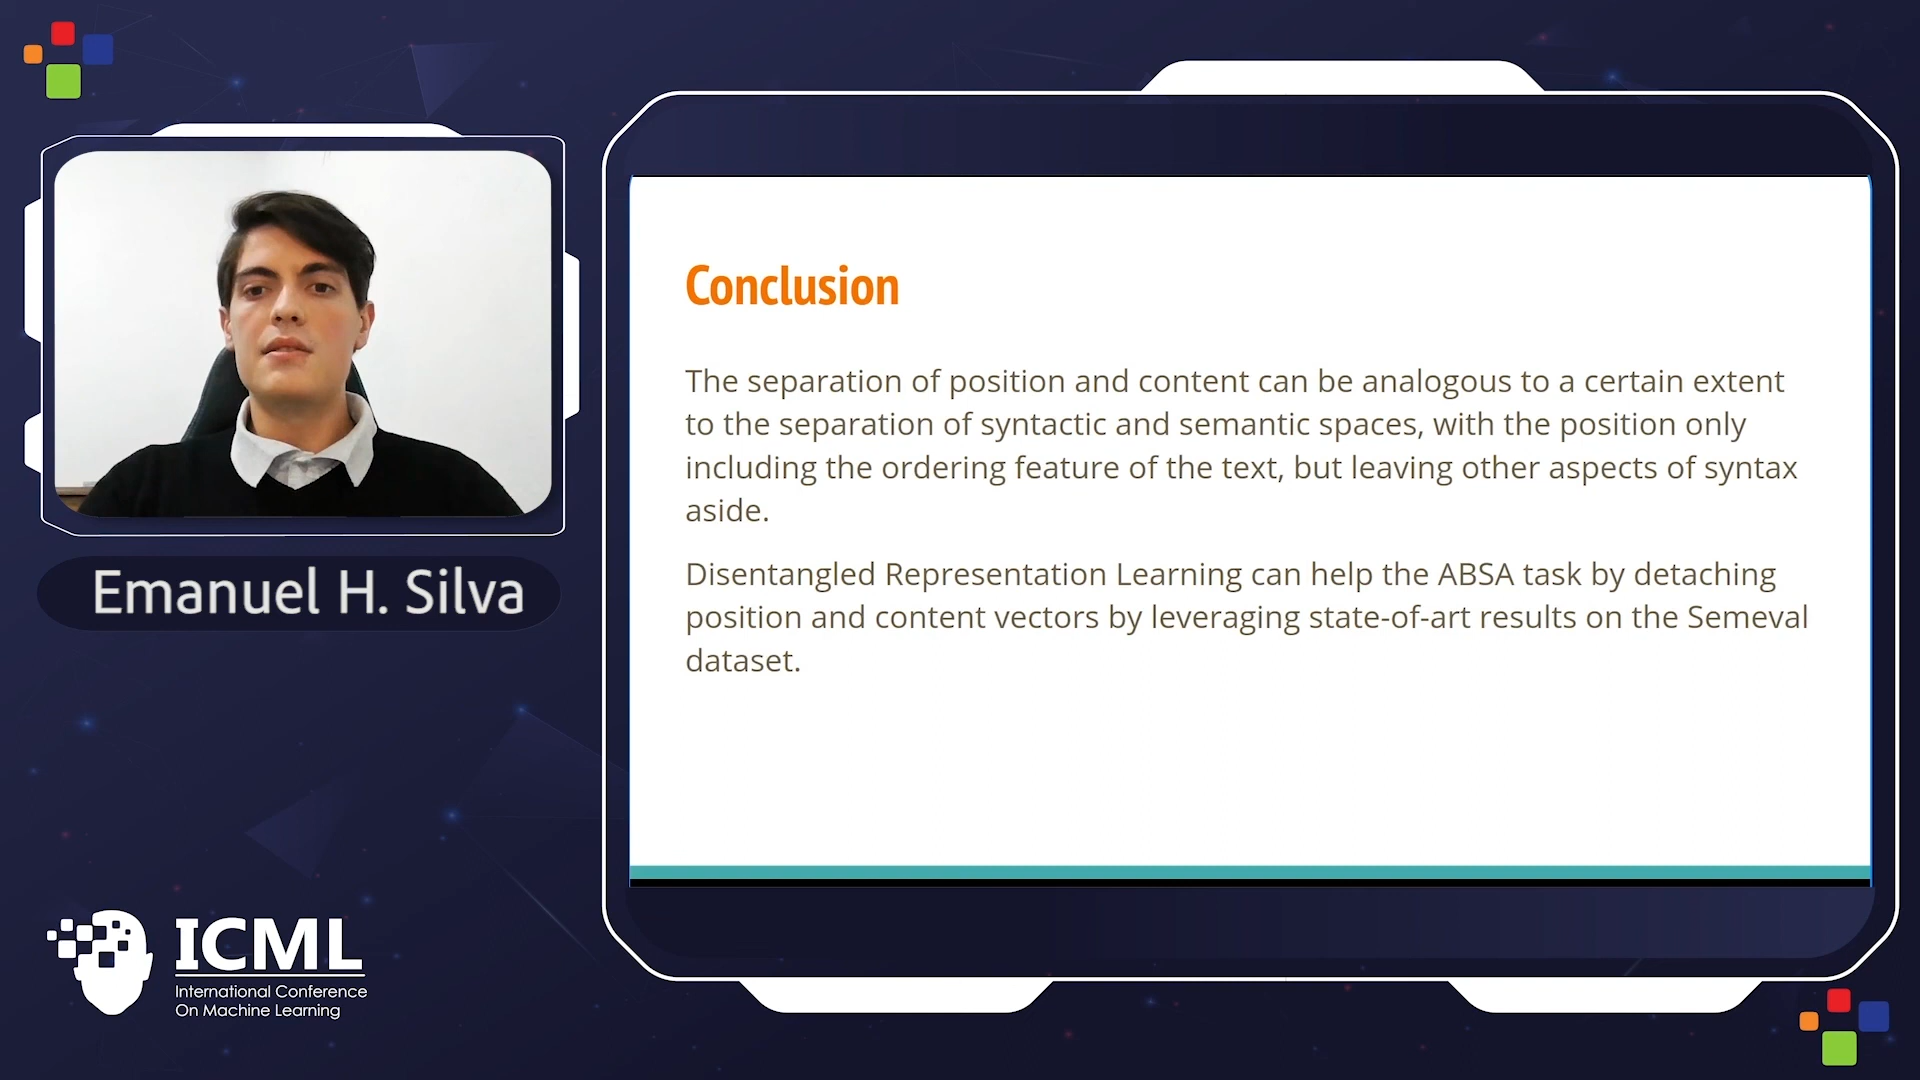 Emanuel H. Silva
ICML
International Conference
On Machine Learning
Conclusion
The separation of position and content can be analogous to a certain extent
to the separation of syntactic and semantic spaces, with the position only
including the ordering feature of the text, but leaving other aspects of syntax
aside.
Disentangled Representation Learning can help the ABSA task by detaching
position and content vectors by leveraging state-of-art results on the Semeval
dataset.